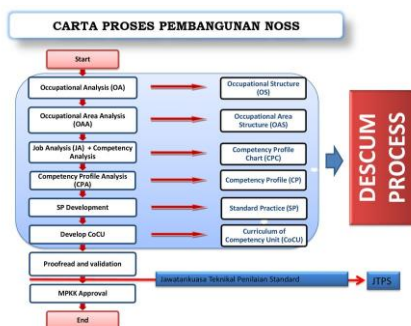 CARTA PROSES PEMBANGUNAN NOSS
Start
Occupational Analysis (OA)
Occupational Structure
(OS)
Occupational Area Analysis
(OAA)
Occupational Area
Structure (OAS)
Job Analysis (JA) + Competency
Analysis
Competency Profile
Chart (CPC)
Competency Profile Analysis
(CPA)
Competency Profile (CP)
SP Development
Standard Practice (SP)
Develop CoCU
Curriculum of
Competency Unit (CoCU)
DESCUM
PROCESS
Proofread and validation
Jawatankuasa Teknikal Penilaian Standard
JTPS
MPKK Approval
End